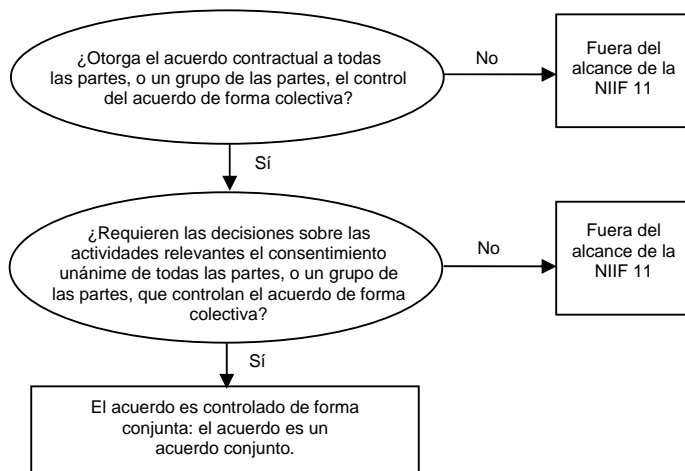 ¿Otorga el acuerdo contractual a todas
las partes, o un grupo de las partes, el control
del acuerdo de forma colectiva?
No
Fuera del
alcance de la
NIIF 11
Sí
¿Requieren las decisiones sobre las
actividades relevantes el consentimiento
unánime de todas las partes, o un grupo de
las partes, que controlan el acuerdo de forma
colectiva?
No
Fuera del
alcance de la
NIIF 11
Sí
El acuerdo es controlado de forma
conjunta: el acuerdo es un
acuerdo conjunto.